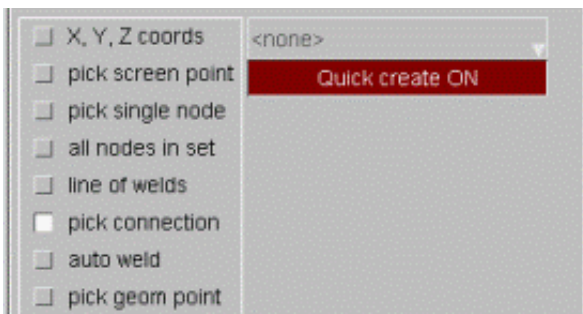 X, Y, Z coords
pick screen point
pick single node
all nodes in set
line of welds
pick connection
auto weld
pick geom point
<none>
Quick create ON